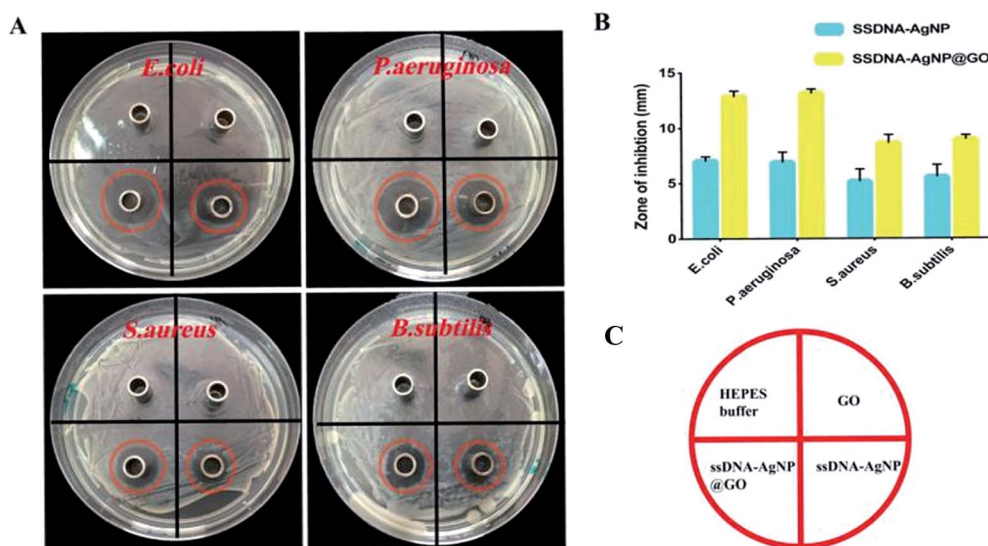 A
E.coli
P.aeruginosa
S.aureus
B.subtilis
B
SSDNA-AgNP
SSDNA-AgNP@GO
Zone of inhibtion (mm)
15
10
5
0
E.coli
P.aeruginosa
S.aureus
B.subtilis
C
HEPES
buffer
GO
ssDNA-AgNP
@GO
ssDNA-AgNP